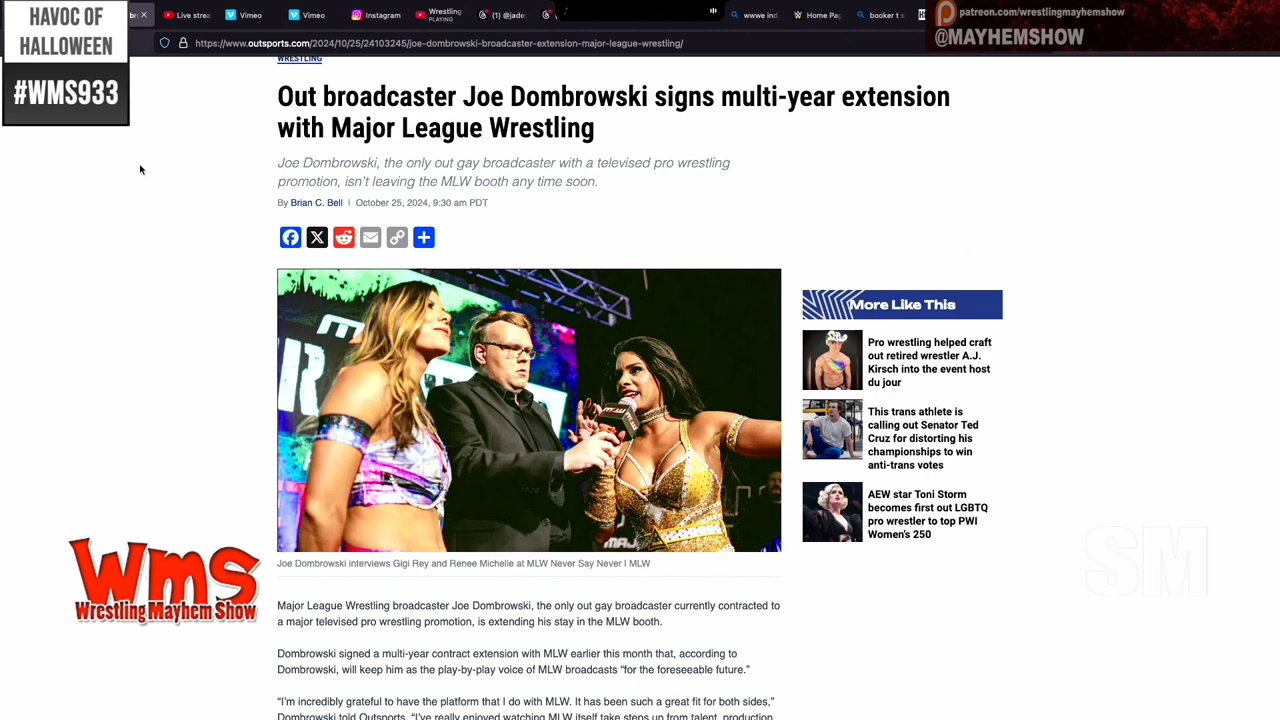 HAVOC OF
HALLOWEEN
#WMS933
Live strea
Vimeo
Vimeo
Instagram
Wrestling
PLAYING
(1) @jade
wwwe ind
Home Pag
booker t s
patreon.com/wrestlingmayhemshow
@MAYHEMSHOW
https://www.outsports.com/2024/10/25/24103245/joe-dombrowski-broadcaster-extension-major-league-wrestling/
WRESTLING
Out broadcaster Joe Dombrowski signs multi-year extension
with Major League Wrestling
Joe Dombrowski, the only out gay broadcaster with a televised pro wrestling
promotion, isn't leaving the MLW booth any time soon.
By Brian C. Bell | October 25, 2024, 9:30 am PDT
More Like This
Pro wrestling helped craft
out retired wrestler A.J.
Kirsch into the event host
du jour
This trans athlete is
calling out Senator Ted
Cruz for distorting his
championships to win
anti-trans votes
AEW star Toni Storm
becomes first out LGBTQ
pro wrestler to top PWI
Women's 250
MLW
MAJ
Joe Dombrowski interviews Gigi Rey and Renee Michelle at MLW Never Say Never | MLW
WMS
Wrestling Mayhem Show
SM
Major League Wrestling broadcaster Joe Dombrowski, the only out gay broadcaster currently contracted to
a major televised pro wrestling promotion, is extending his stay in the MLW booth.
Dombrowski signed a multi-year contract extension with MLW earlier this month that, according to
Dombrowski, will keep him as the play-by-play voice of MLW broadcasts "for the foreseeable future."
"I'm incredibly grateful to have the platform that I do with MLW. It has been such a great fit for both sides,"
Dombrowski told Outsports. "I've really enjoyed watching MLW itself take steps up from talent, production